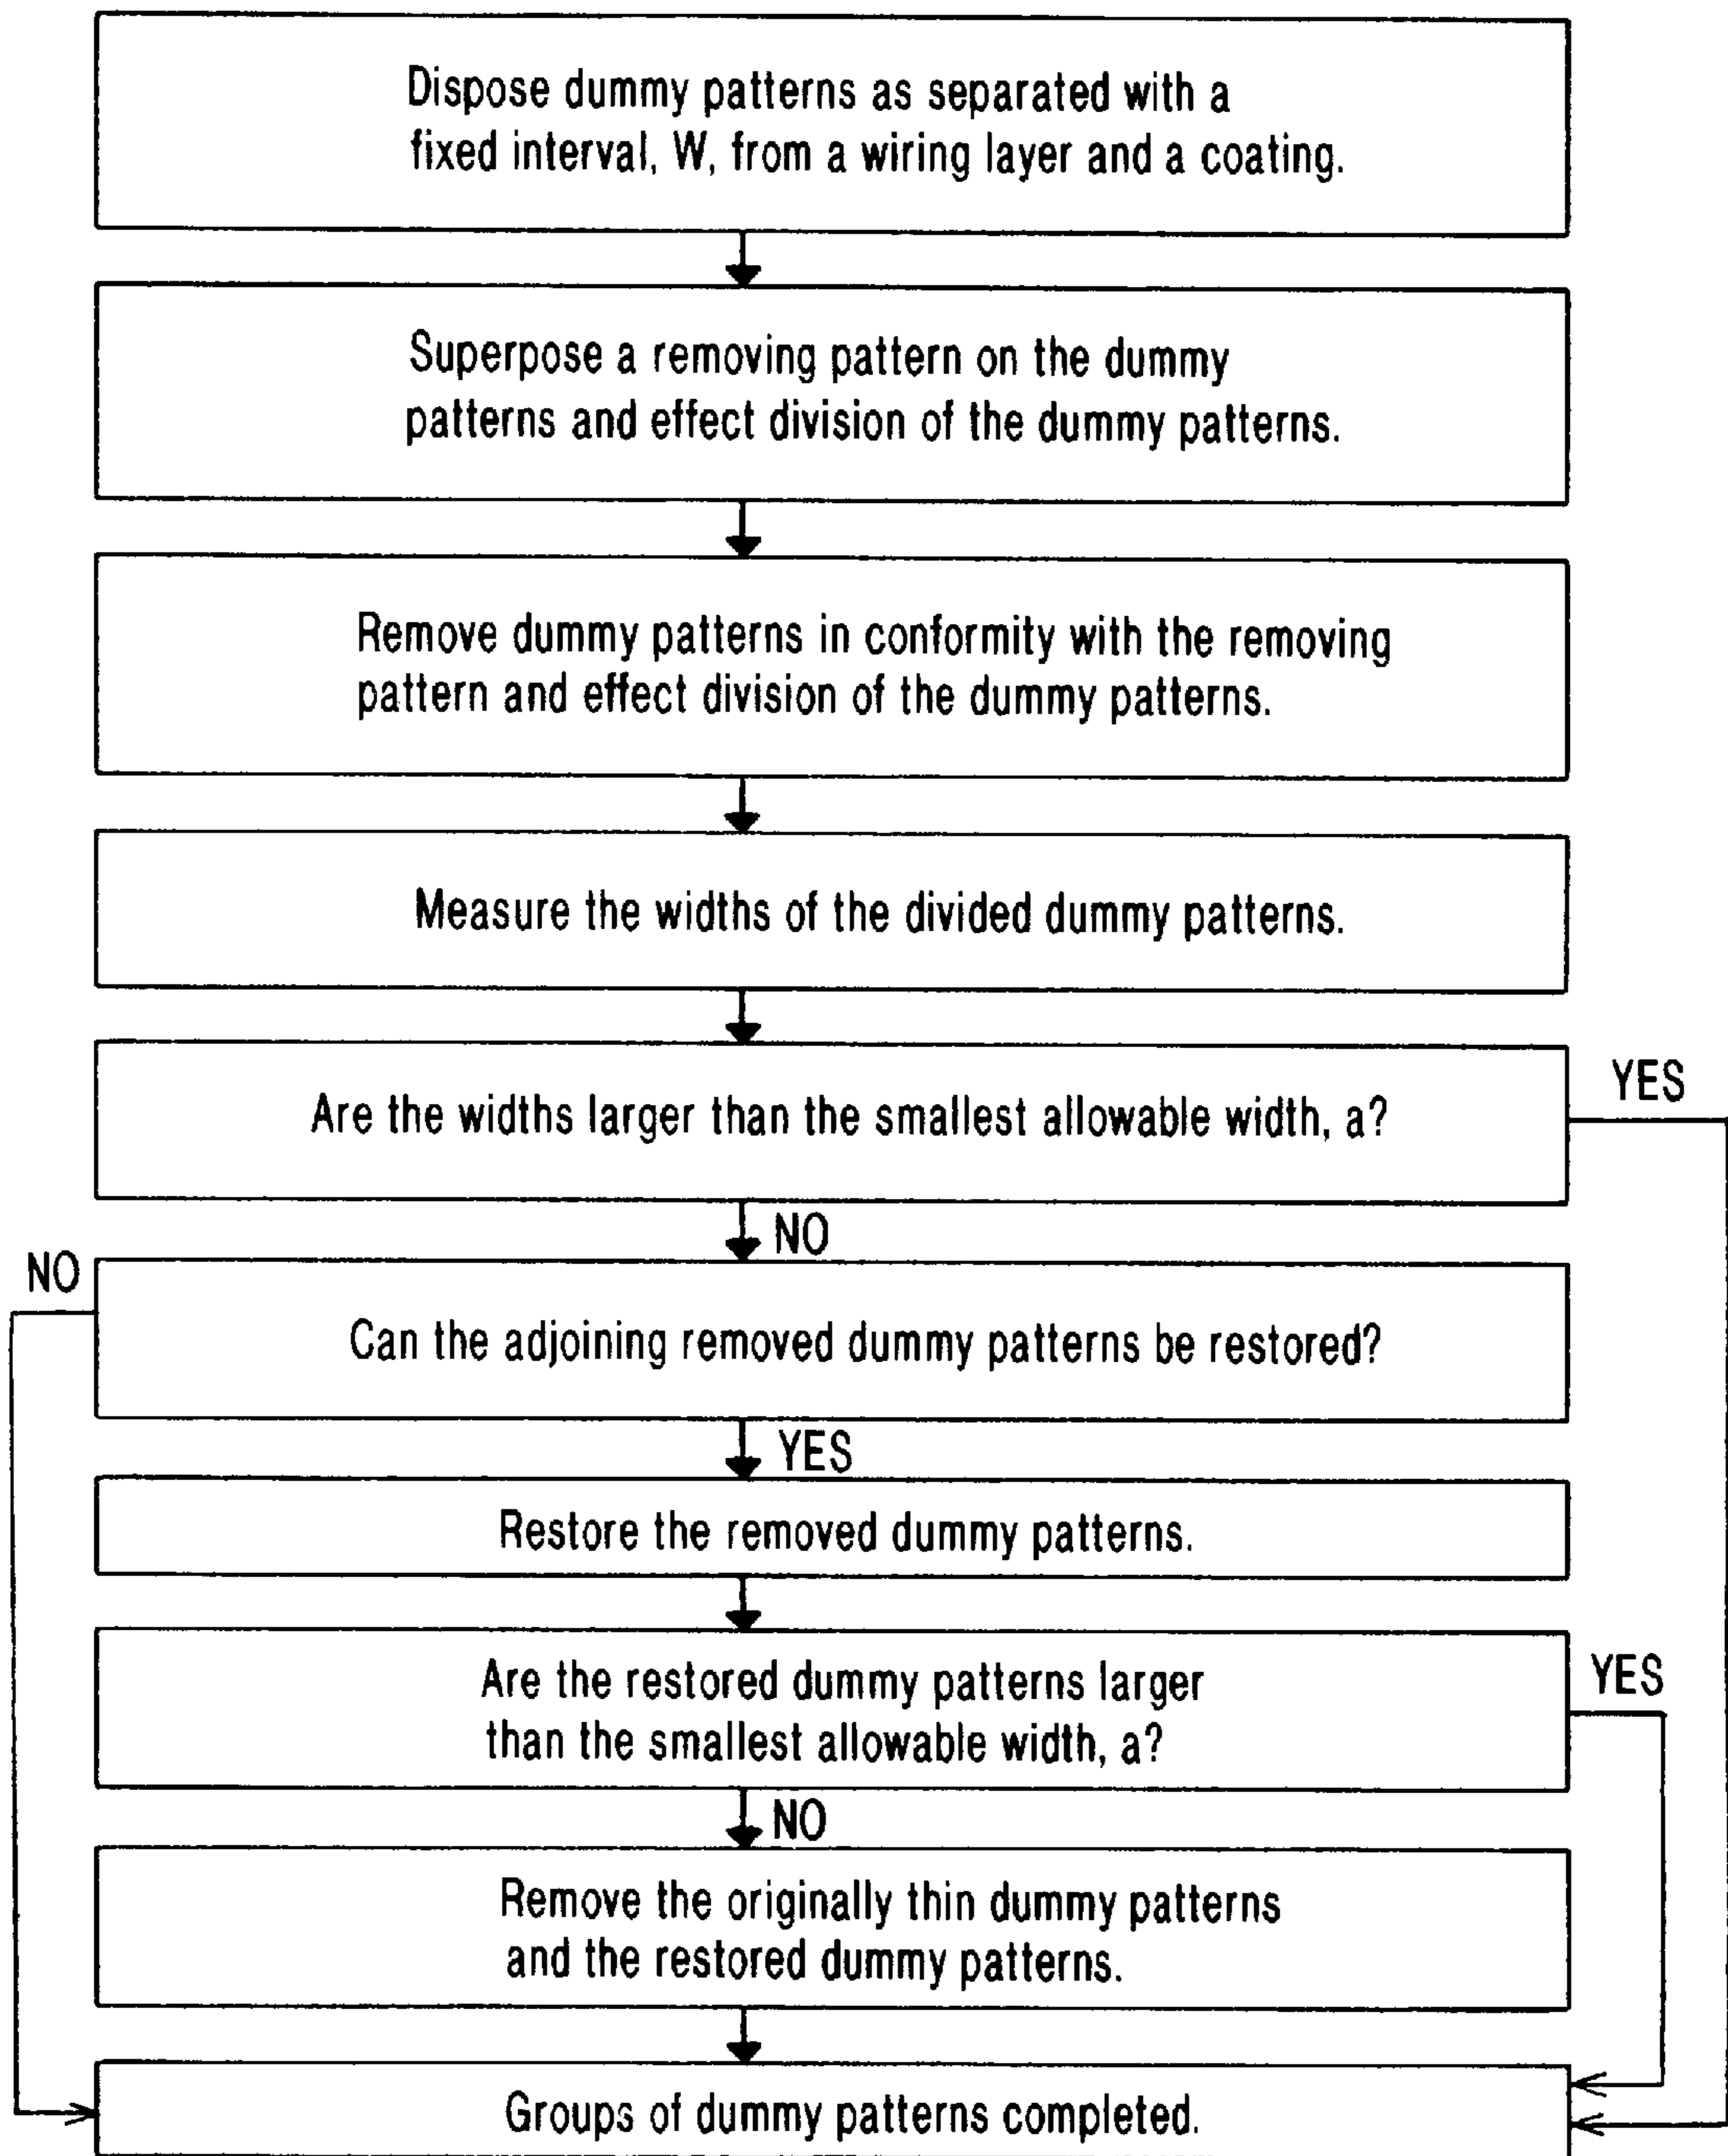 Dispose dummy patterns as separated with a
fixed interval, W, from a wiring layer and a coating.
Superpose a removing pattern on the dummy
patterns and effect division of the dummy patterns.
Remove dummy patterns in conformity with the removing
pattern and effect division of the dummy patterns.
Measure the widths of the divided dummy patterns.
Are the widths larger than the smallest allowable width, a?
YES
NO
NO
Can the adjoining removed dummy patterns be restored?
YES
Restore the removed dummy patterns.
Are the restored dummy patterns larger
than the smallest allowable width, a?
YES
NO
Remove the originally thin dummy patterns
and the restored dummy patterns.
Groups of dummy patterns completed.